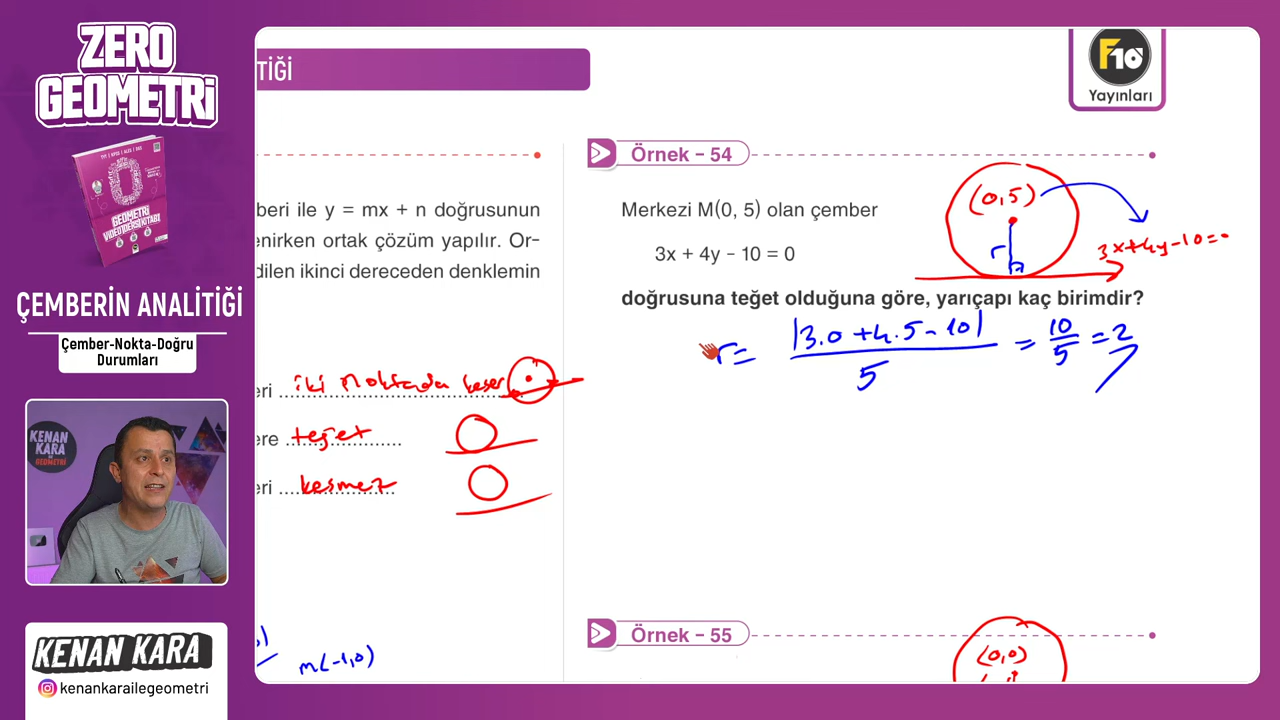 ZERO
GEOMETRİ
GEOMETRİ
VİDEO DERS KİTABI
ÇEMBERİN ANALİTİĞİ
Çember-Nokta-Doğru
Durumları
KENAN
KARA
GEOMETRİ
KENAN KARA
kenankarailegeometri
TİĞİ
beri ile y = mx + n doğrusunun
enirken ortak çözüm yapılır. Or-
dilen ikinci dereceden denklemin
eri iki noktada keser
ere teğet
eri kesmez
m(-1,0)
F10
Yayınları
Örnek - 54
Merkezi M(0, 5) olan çember
3x + 4y – 10 = 0
doğrusuna teğet olduğuna göre, yarıçapı kaç birimdir?
(0,5)
r
3x+4y-10=0
r= |3.0 + 4.5 - 10| / 5 = 10/5 = 2
Örnek - 55
(0,0)